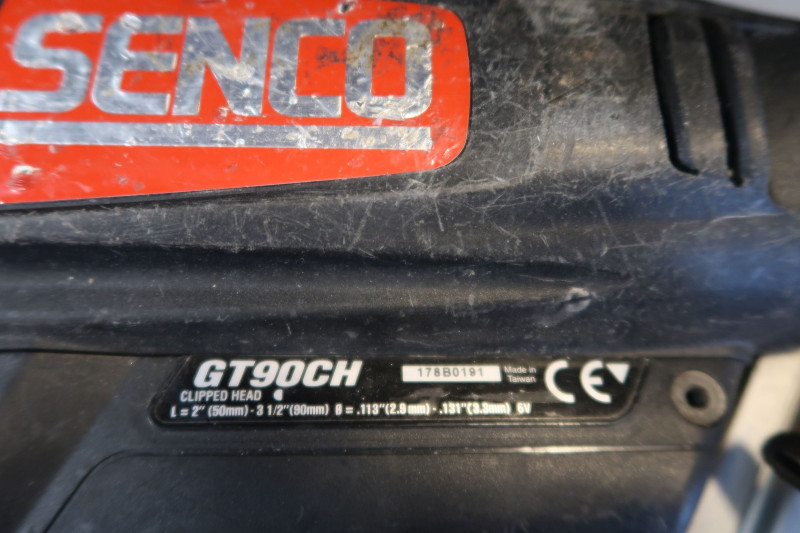 SENCO
GT90CH
178B0191
Made in
Taiwan
CE
CLIPPED HEAD
L = 2" (50mm) - 3 1/2"(90mm) Ø = .113"(2.9mm) - .131"(3.3mm) 6V